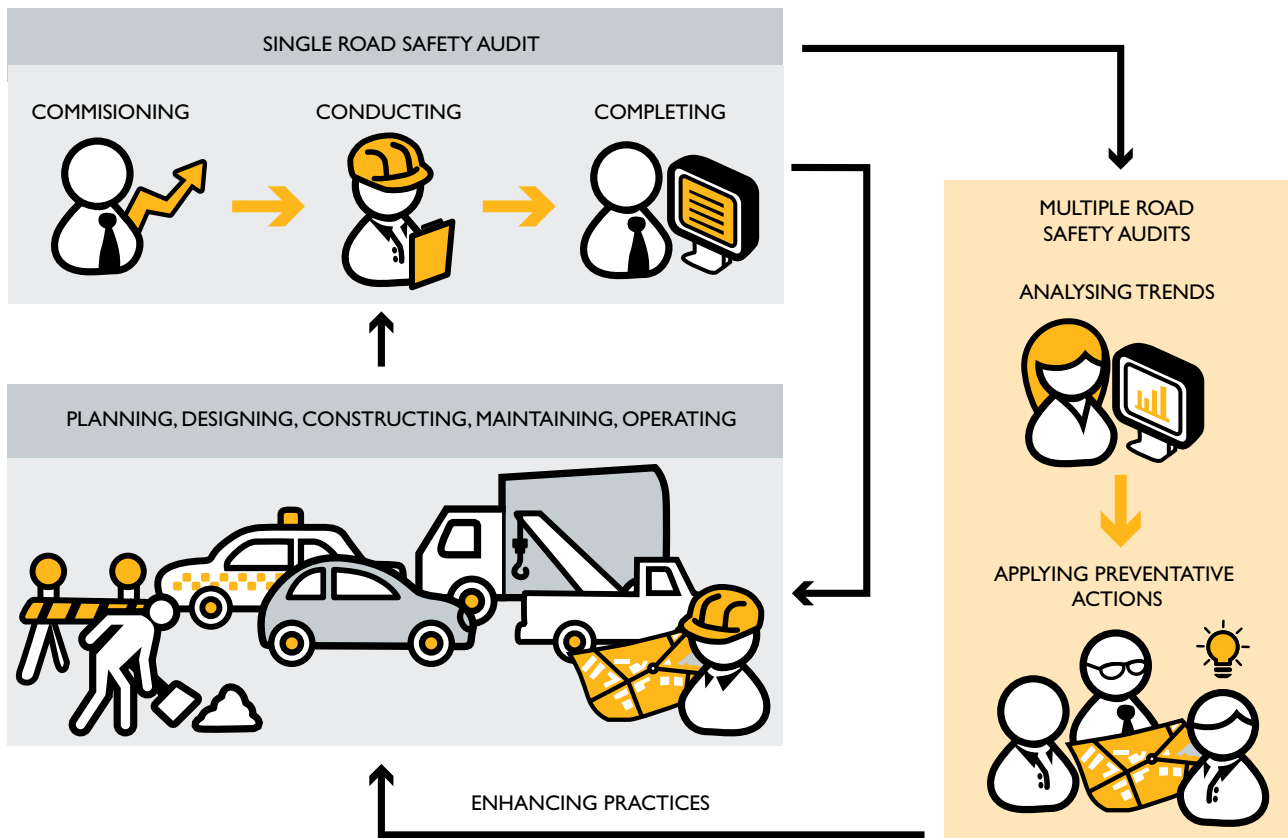 SINGLE ROAD SAFETY AUDIT
COMMISIONING
CONDUCTING
COMPLETING
MULTIPLE ROAD
SAFETY AUDITS
ANALYSING TRENDS
APPLYING PREVENTATIVE
ACTIONS
PLANNING, DESIGNING, CONSTRUCTING, MAINTAINING, OPERATING
ENHANCING PRACTICES